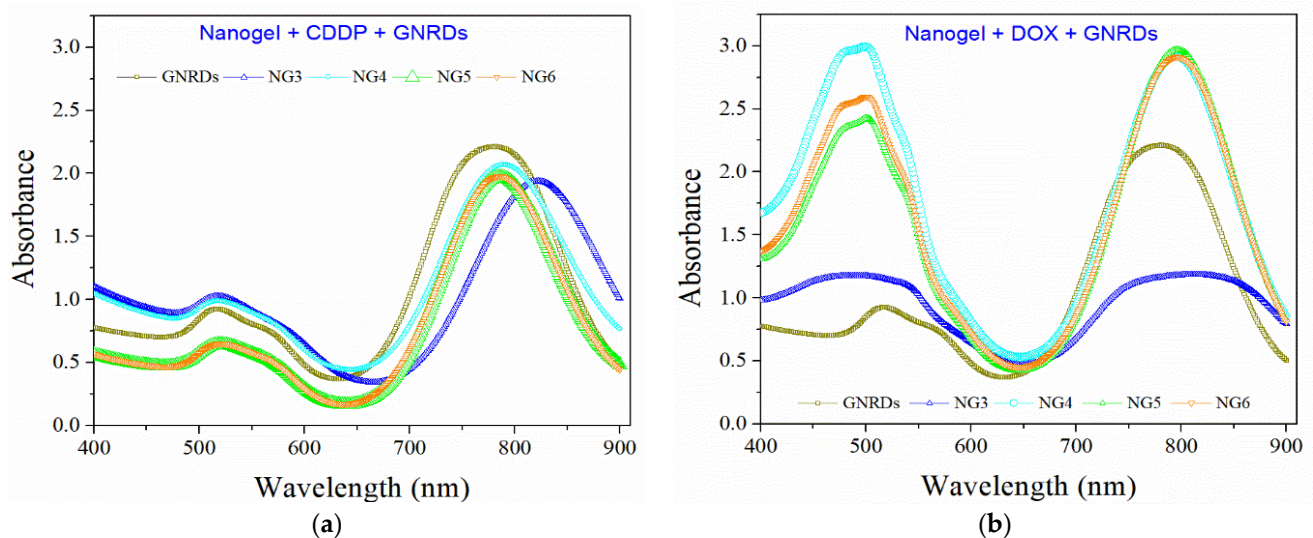 Nanogel + CDDP + GNRDs
GNRDs NG3 NG4 NG5 NG6
3.0
2.5
2.0
1.5
1.0
0.5
0.0
Absorbance
400 500 600 700 800 900
Wavelength (nm)
(a)
Nanogel + DOX + GNRDs
3.0
2.5
2.0
1.5
1.0
0.5
0.0
Absorbance
GNRDs NG3 NG4 NG5 NG6
400 500 600 700 800 900
Wavelength (nm)
(b)